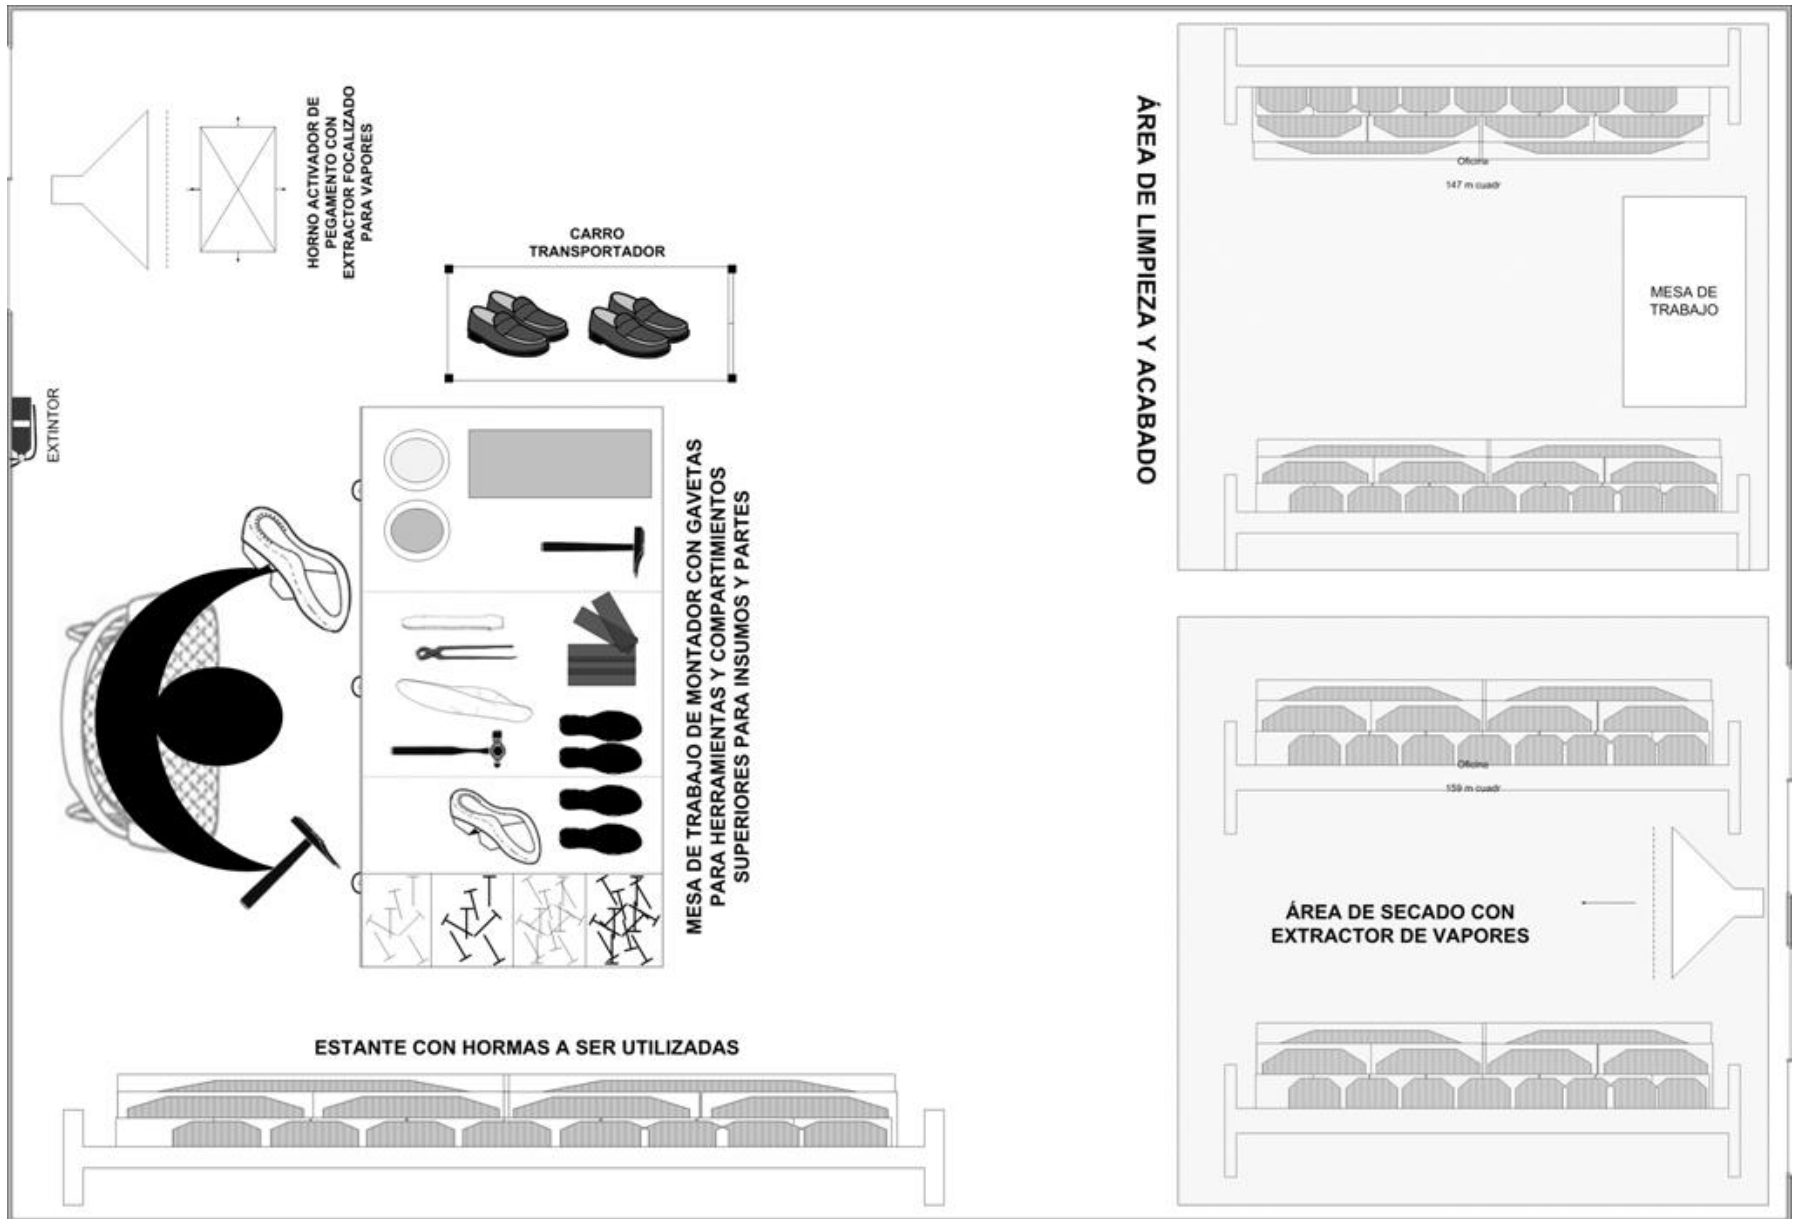 HORNO ACTIVADOR DE
PEGAMENTO CON
EXTRACTOR FOCALIZADO
PARA VAPORES
CARRO
TRANSPORTADOR
EXTINTOR
MESA DE TRABAJO DE MONTADOR CON GAVETAS
PARA HERRAMIENTAS Y COMPARTIMIENTOS
SUPERIORES PARA INSUMOS Y PARTES
ESTANTE CON HORMAS A SER UTILIZADAS
ÁREA DE LIMPIEZA Y ACABADO
Oficina
147 m cuadr
MESA DE
TRABAJO
Oficina
159 m cuadr
ÁREA DE SECADO CON
EXTRACTOR DE VAPORES